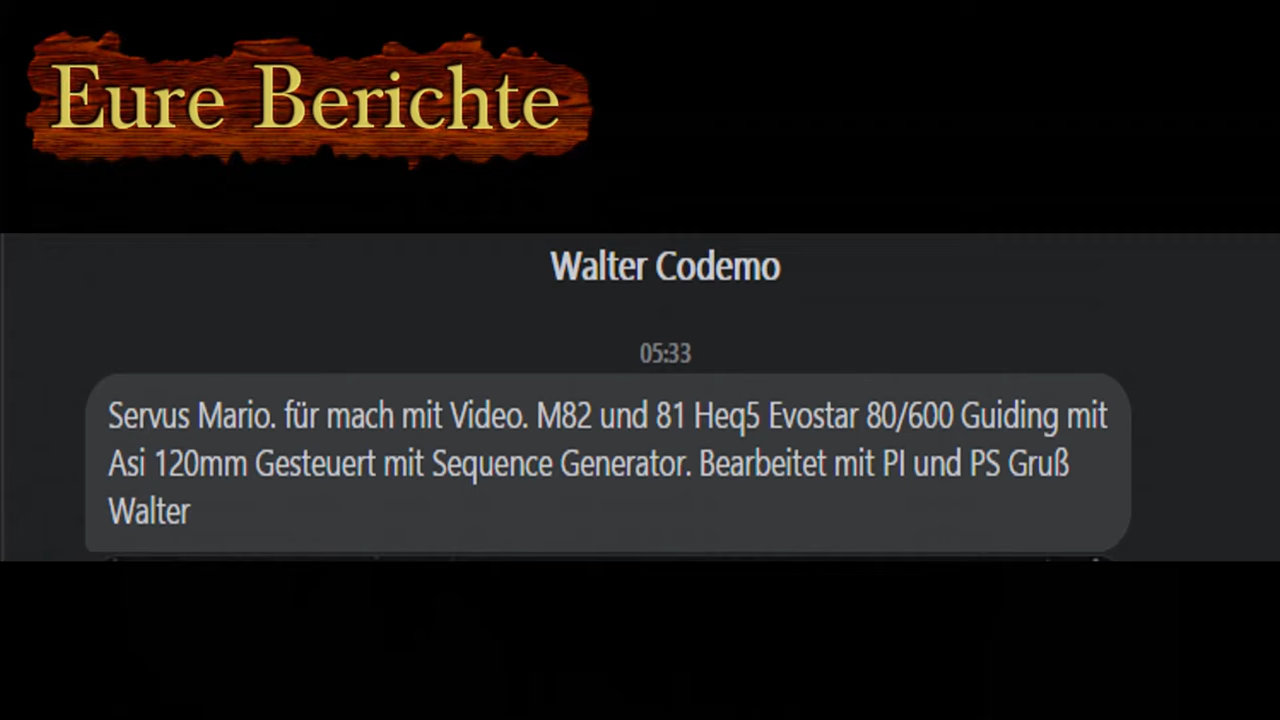 Eure Berichte
Walter Codemo
05:33
Servus Mario. für mach mit Video. M82 und 81 Heq5 Evostar 80/600 Guiding mit
Asi 120mm Gesteuert mit Sequence Generator. Bearbeitet mit PI und PS Gruß
Walter